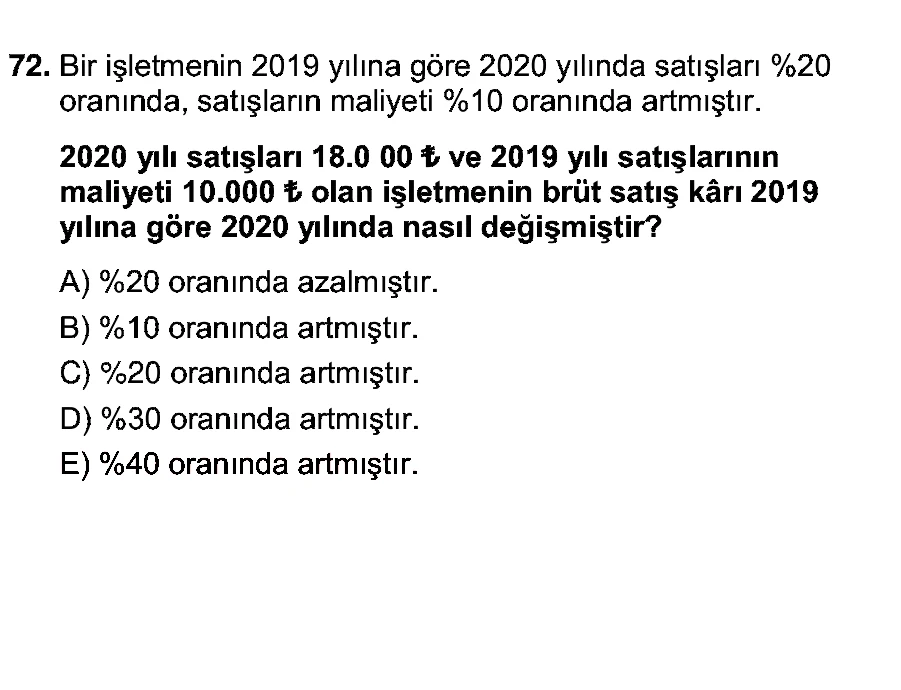 72. Bir işletmenin 2019 yılına göre 2020 yılında satışları %20
oranında, satışların maliyeti %10 oranında artmıştır.
2020 yılı satışları 18.0 00 ₺ ve 2019 yılı satışlarının
maliyeti 10.000 ₺ olan işletmenin brüt satış kârı 2019
yılına göre 2020 yılında nasıl değişmiştir?
A) %20 oranında azalmıştır.
B) %10 oranında artmıştır.
C) %20 oranında artmıştır.
D) %30 oranında artmıştır.
E) %40 oranında artmıştır.